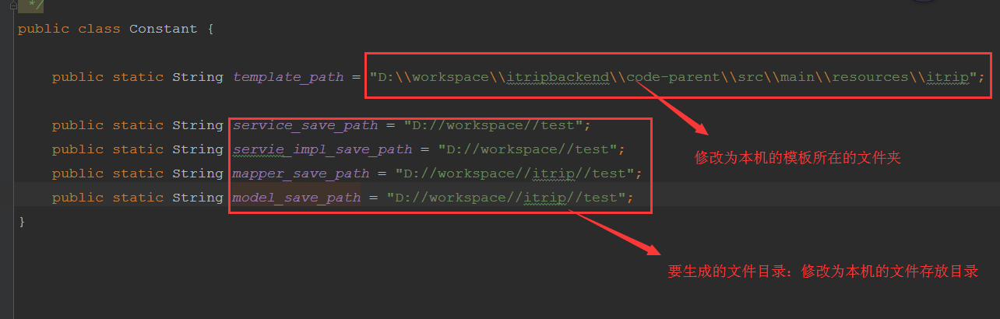 */
public class Constant {
public static String template_path = "D:\\workspace\\itripbackend\\code-parent\\src\\main\\resources\\itrip";
public static String service_save_path = "D://workspace//test";
public static String servie_impl_save_path = "D://workspace//test";
修改为本机的模板所在的文件夹
public static String mapper_save_path = "D://workspace//itrip//test";
public static String model_save_path = "D://workspace//itrip//test";
}
要生成的文件目录：修改为本机的文件存放目录